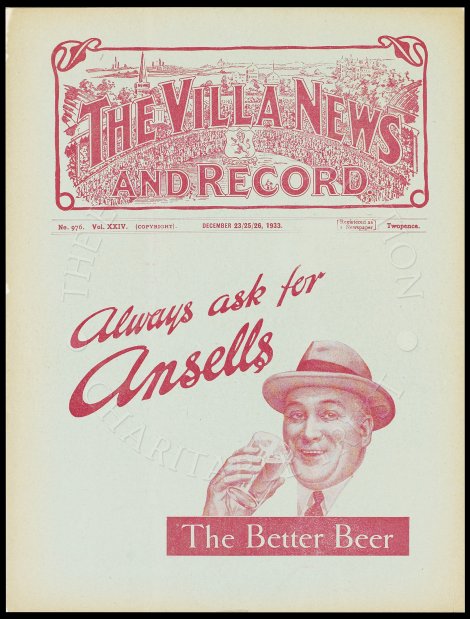 THE VILLA NEWS
AND RECORD
No. 976. Vol. XXIV. [COPYRIGHT]. DECEMBER 23/25/26, 1933. [Registered as a Newspaper] Twopence.
Always ask for
Ansells
The Better Beer